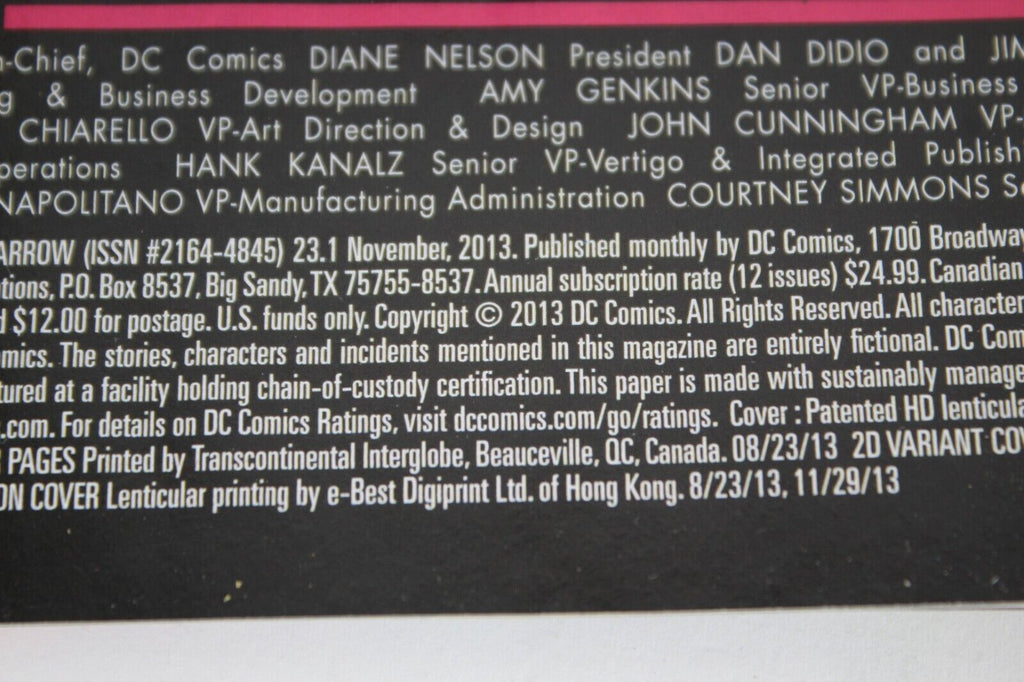 n-Chief, DC Comics DIANE NELSON President DAN DIDIO and JIM
g & Business Development AMY GENKINS Senior VP-Business
CHIARELLO VP-Art Direction & Design JOHN CUNNINGHAM VP-
perations HANK KANALZ Senior VP-Vertigo & Integrated Publish
NAPOLITANO VP-Manufacturing Administration COURTNEY SIMMONS Se
ARROW (ISSN #2164-4845) 23.1 November, 2013. Published monthly by DC Comics, 1700 Broadway
tions, P.O. Box 8537, Big Sandy, TX 75755-8537. Annual subscription rate (12 issues) $24.99. Canadian
d $12.00 for postage. U.S. funds only. Copyright © 2013 DC Comics. All Rights Reserved. All character
mics. The stories, characters and incidents mentioned in this magazine are entirely fictional. DC Com
tured at a facility holding chain-of-custody certification. This paper is made with sustainably manage
.com. For details on DC Comics Ratings, visit dccomics.com/go/ratings. Cover : Patented HD lenticula
PAGES Printed by Transcontinental Interglobe, Beauceville, QC, Canada. 08/23/13 2D VARIANT COV
ON COVER Lenticular printing by e-Best Digiprint Ltd. of Hong Kong. 8/23/13, 11/29/13